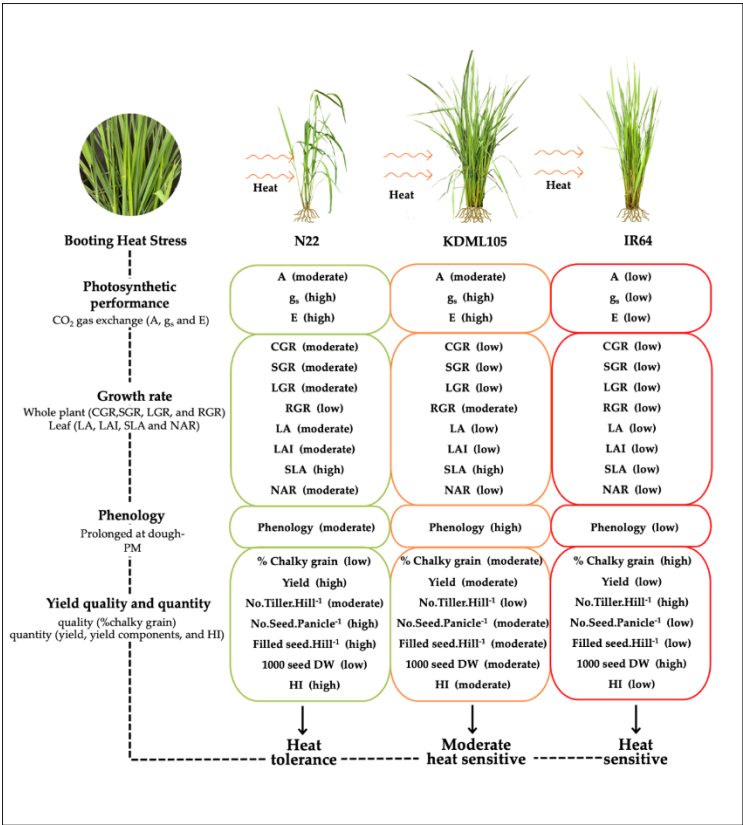 Heat
Heat
Heat
Booting Heat Stress
N22
KDML105
IR64
Photosynthetic
performance
CO₂ gas exchange (A, gₛ and E)
A (moderate)
gₛ (high)
E (high)
A (moderate)
gₛ (high)
E (high)
A (low)
gₛ (low)
E (low)
Growth rate
Whole plant (CGR,SGR, LGR, and RGR)
Leaf (LA, LAI, SLA and NAR)
CGR (moderate)
SGR (moderate)
LGR (moderate)
RGR (low)
LA (moderate)
LAI (moderate)
SLA (high)
NAR (moderate)
CGR (low)
SGR (low)
LGR (low)
RGR (moderate)
LA (low)
LAI (low)
SLA (high)
NAR (low)
CGR (low)
SGR (low)
LGR (low)
RGR (low)
LA (low)
LAI (low)
SLA (low)
NAR (low)
Phenology
Prolonged at dough-
PM
Phenology (moderate)
Phenology (high)
Phenology (low)
Yield quality and quantity
quality (%chalky grain)
quantity (yield, yield components, and HI)
% Chalky grain (low)
Yield (high)
No.Tiller.Hill⁻¹ (moderate)
No.Seed.Panicle⁻¹ (high)
Filled seed.Hill⁻¹ (high)
1000 seed DW (low)
HI (high)
% Chalky grain (moderate)
Yield (moderate)
No.Tiller.Hill⁻¹ (low)
No.Seed.Panicle⁻¹ (moderate)
Filled seed.Hill⁻¹ (moderate)
1000 seed DW (moderate)
HI (moderate)
% Chalky grain (high)
Yield (low)
No.Tiller.Hill⁻¹ (high)
No.Seed.Panicle⁻¹ (low)
Filled seed.Hill⁻¹ (low)
1000 seed DW (high)
HI (low)
Heat
tolerance
Moderate
heat sensitive
Heat
sensitive